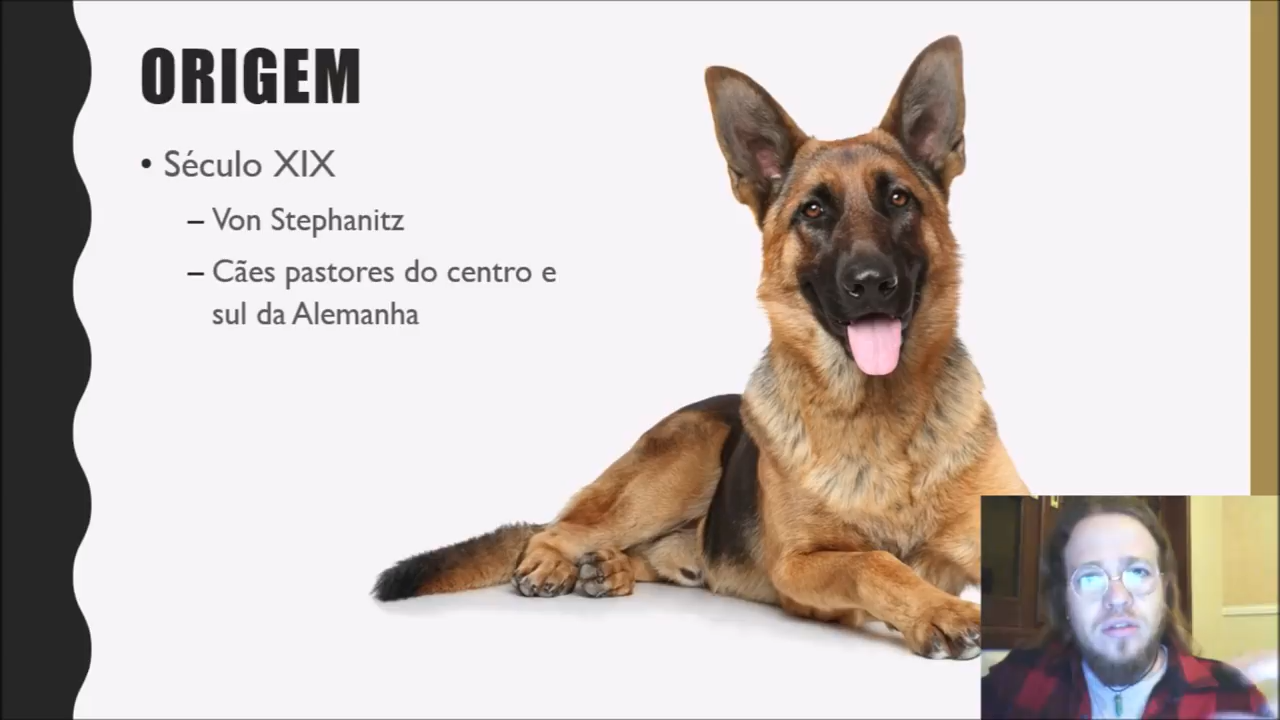 ORIGEM
• Século XIX
– Von Stephanitz
– Cães pastores do centro e
sul da Alemanha